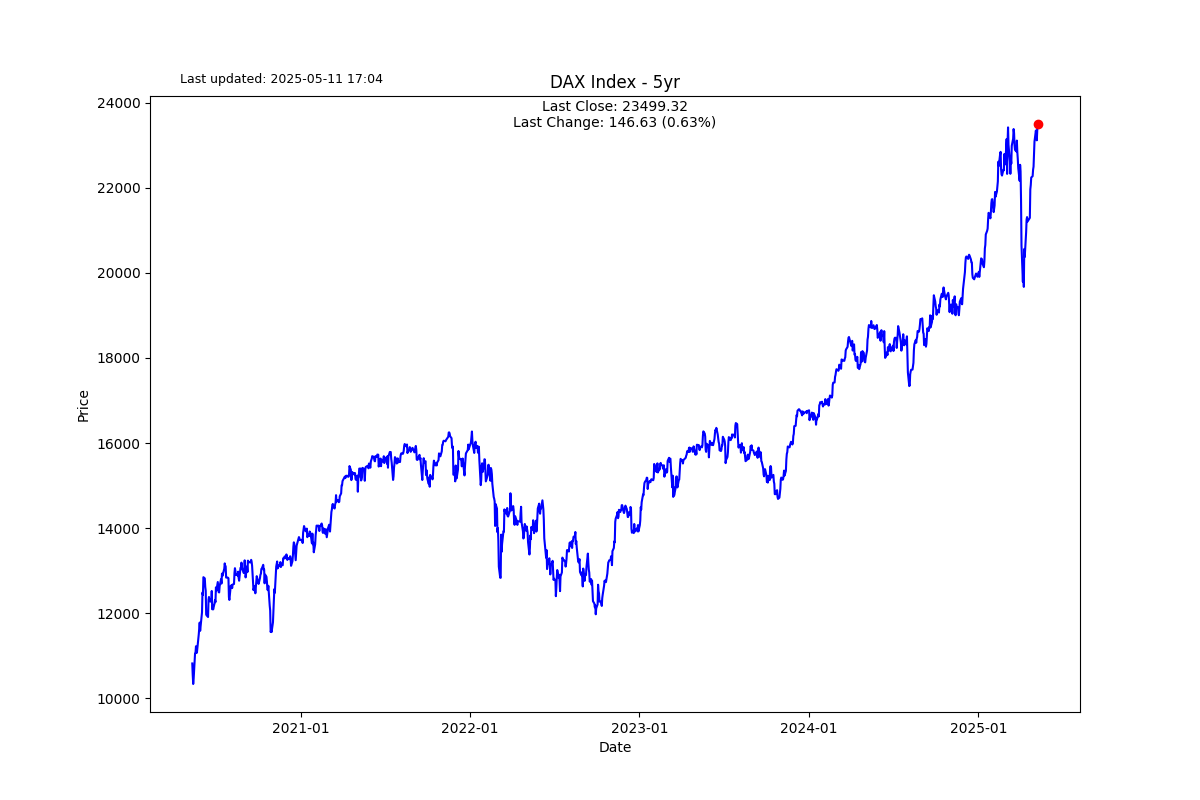 Last updated: 2025-05-11 17:04
DAX Index - 5yr
Last Close: 23499.32
Last Change: 146.63 (0.63%)
24000
22000
20000
18000
16000
14000
12000
10000
Price
2021-01
2022-01
2023-01
2024-01
2025-01
Date